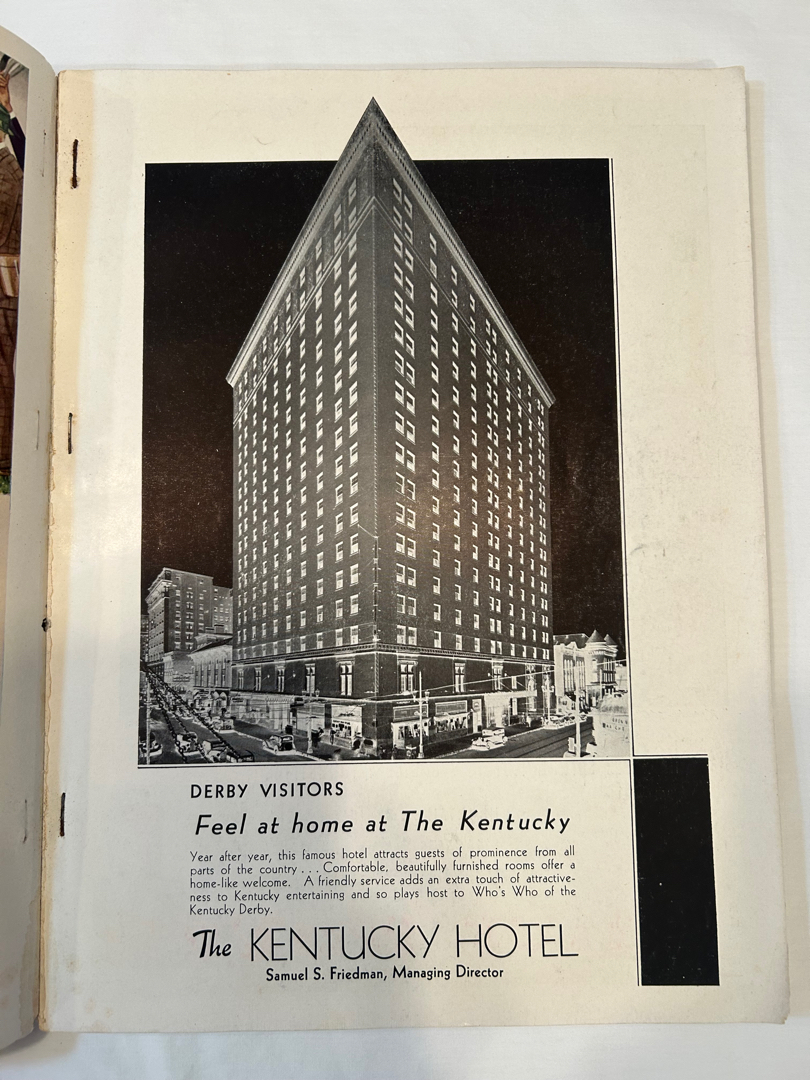 DERBY VISITORS
Feel at home at The Kentucky
Year after year, this famous hotel attracts guests of prominence from all
parts of the country . . . Comfortable, beautifully furnished rooms offer a
home-like welcome. A friendly service adds an extra touch of attractive-
ness to Kentucky entertaining and so plays host to Who's Who of the
Kentucky Derby.
The KENTUCKY HOTEL
Samuel S. Friedman, Managing Director